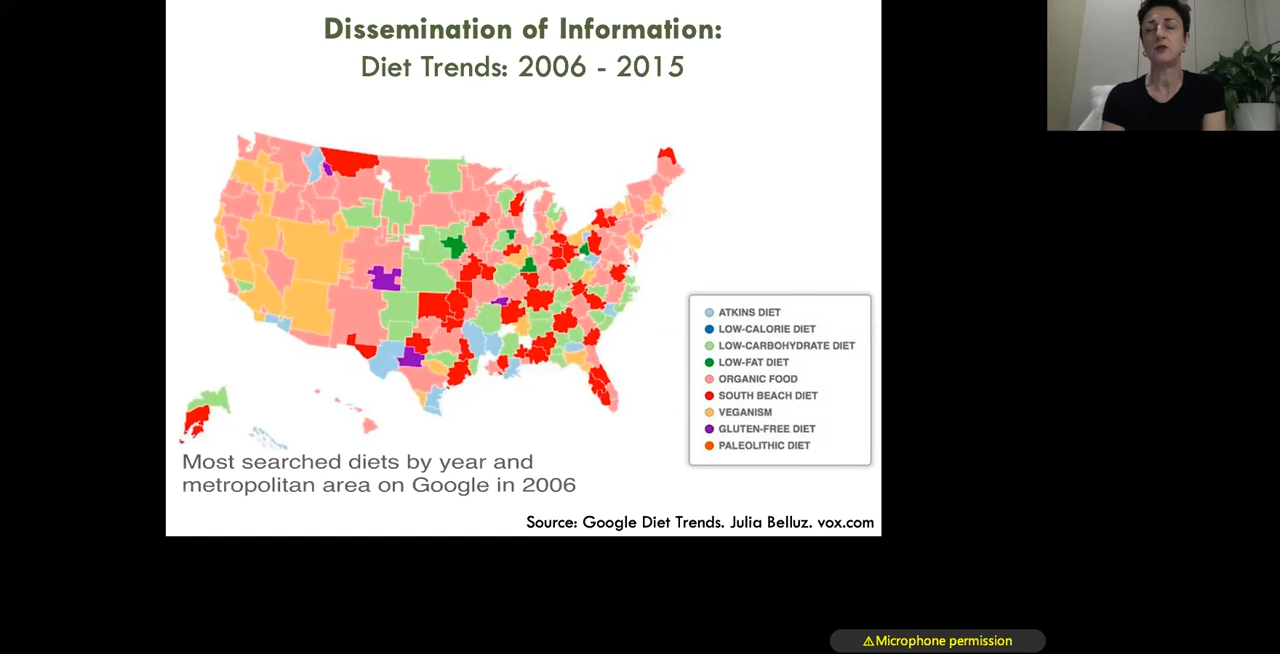 Dissemination of Information:
Diet Trends: 2006 - 2015
ATKINS DIET
LOW-CALORIE DIET
LOW-CARBOHYDRATE DIET
LOW-FAT DIET
ORGANIC FOOD
SOUTH BEACH DIET
VEGANISM
GLUTEN-FREE DIET
PALEOLITHIC DIET
Most searched diets by year and
metropolitan area on Google in 2006
Source: Google Diet Trends. Julia Belluz. vox.com
⚠Microphone permission